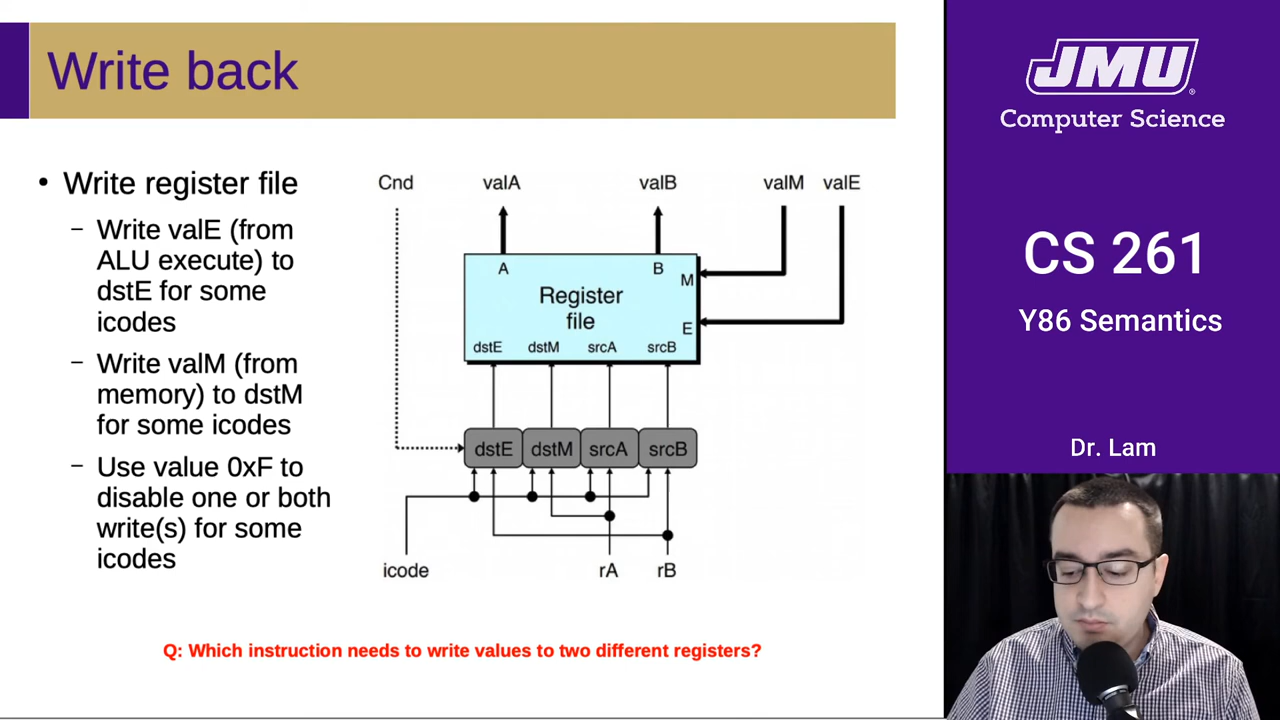 Write back
• Write register file
– Write valE (from
ALU execute) to
dstE for some
icodes
– Write valM (from
memory) to dstM
for some icodes
– Use value 0xF to
disable one or both
write(s) for some
icodes
Cnd valA valB valM valE
A B M
Register
file
E
dstE dstM srcA srcB
dstE dstM srcA srcB
icode rA rB
Q: Which instruction needs to write values to two different registers?
JMU
Computer Science
CS 261
Y86 Semantics
Dr. Lam